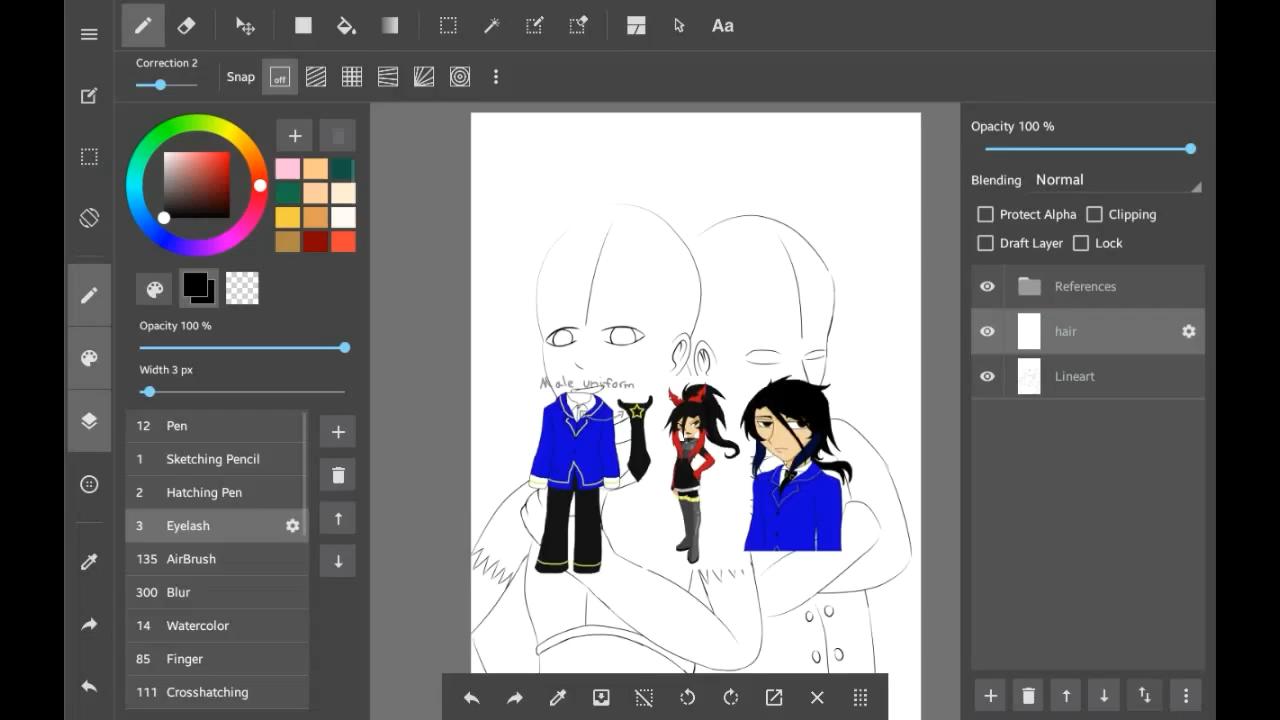 Aa
Correction 2
Snap
off
Opacity 100 %
Width 3 px
12 Pen
1 Sketching Pencil
2 Hatching Pen
3 Eyelash
135 AirBrush
300 Blur
14 Watercolor
85 Finger
111 Crosshatching
Male unyform
Opacity 100 %
Blending Normal
Protect Alpha Clipping
Draft Layer Lock
References
hair
Lineart